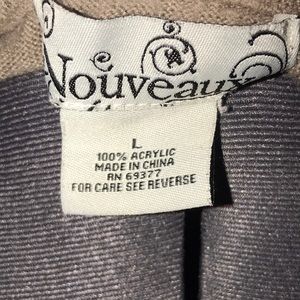 Nouveaux
L
100% ACRYLIC
MADE IN CHINA
RN 69377
FOR CARE SEE REVERSE